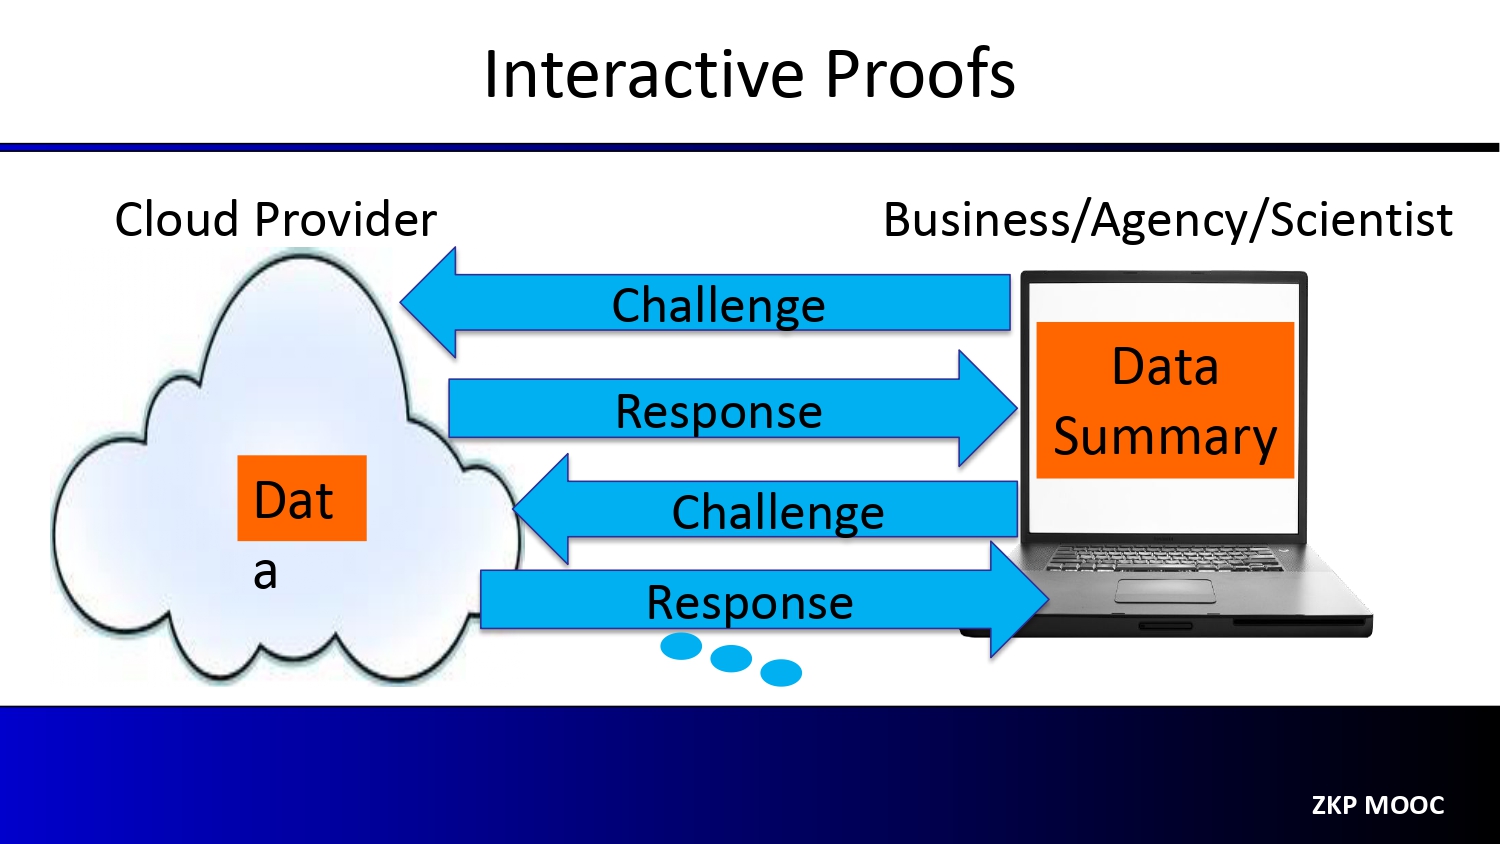 Interactive Proofs
Cloud Provider
Business/Agency/Scientist
Challenge
Response
Data
Summary
Dat
a
Challenge
Response
ZKP MOOC